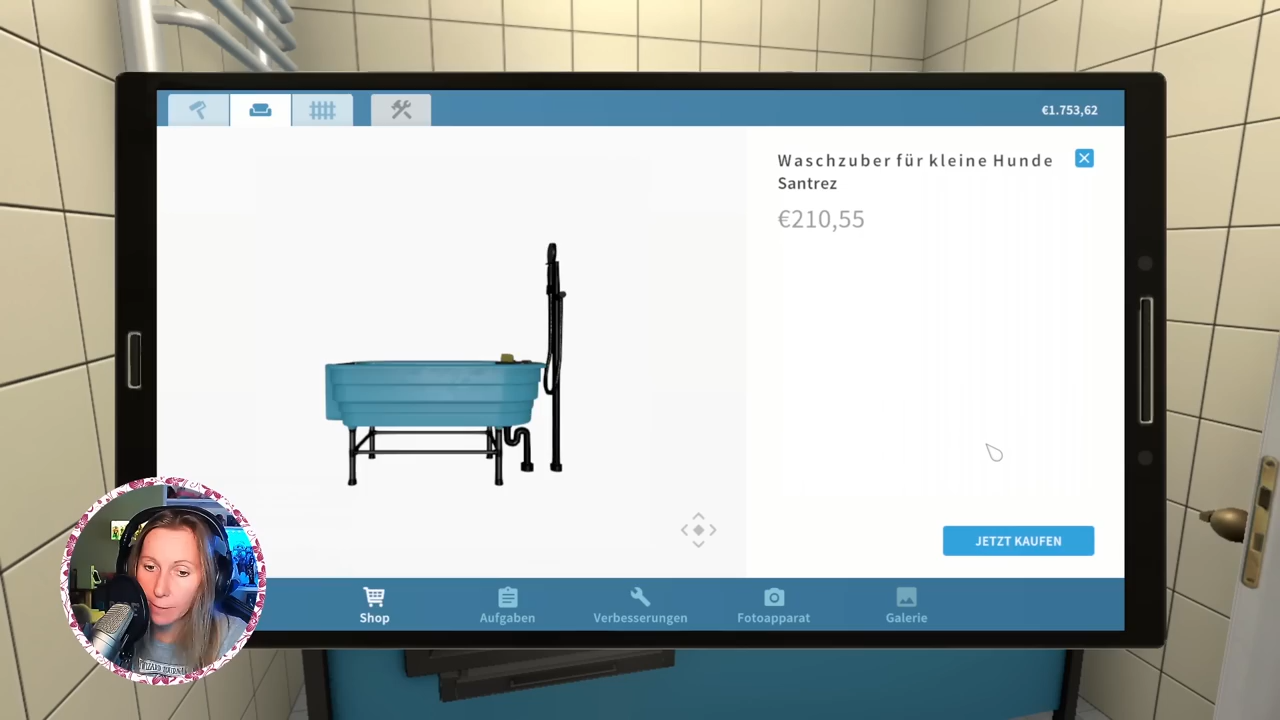 €1.753,62
Waschzuber für kleine Hunde
Santrez
€210,55
JETZT KAUFEN
Shop
Aufgaben
Verbesserungen
Fotoapparat
Galerie